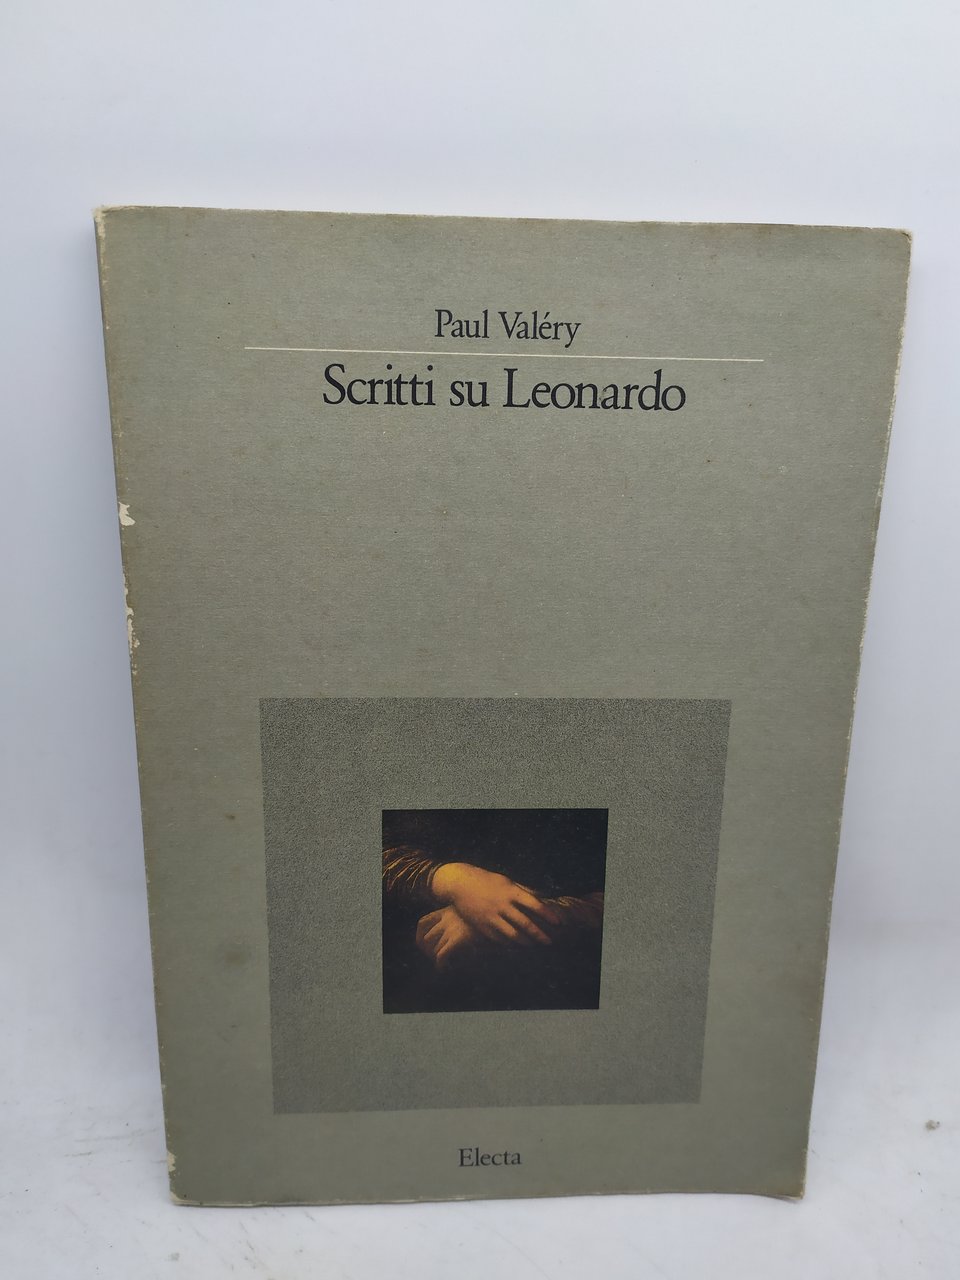 Paul Valéry
Scritti su Leonardo
Electa